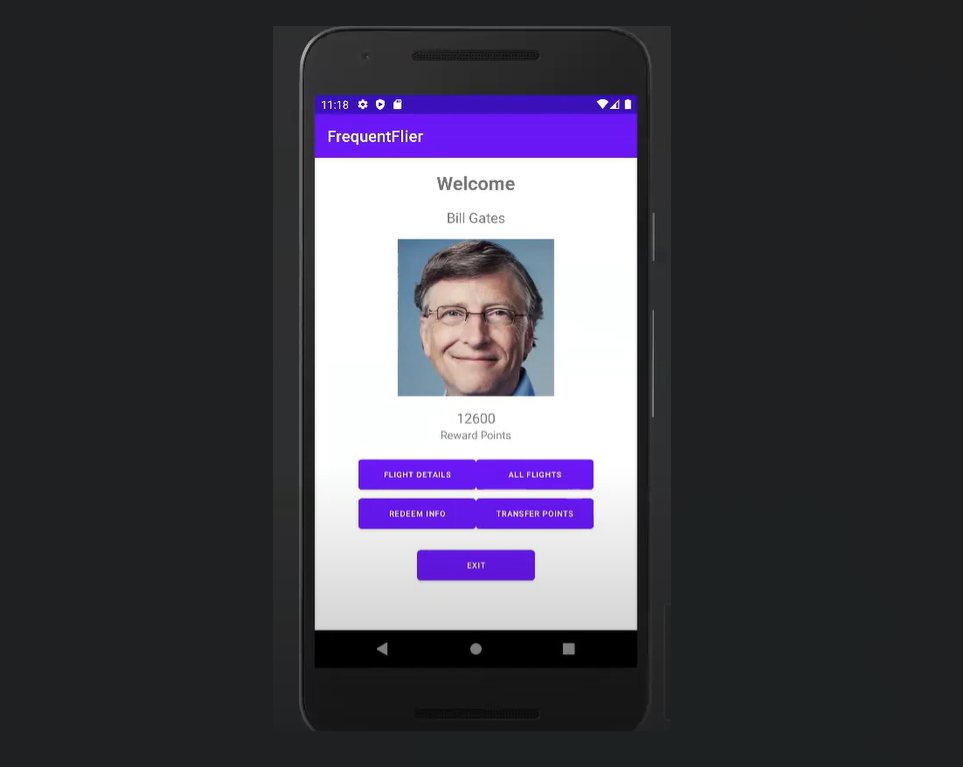 11:18
FrequentFlier
Welcome
Bill Gates
12600
Reward Points
FLIGHT DETAILS ALL FLIGHTS
REDEEM INFO TRANSFER POINTS
EXIT